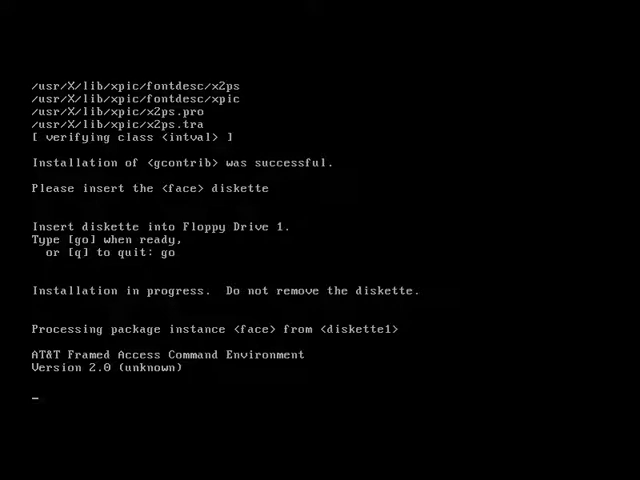 /usr/X/lib/xpic/fontdesc/x2ps
/usr/X/lib/xpic/fontdesc/xpic
/usr/X/lib/xpic/x2ps.pro
/usr/X/lib/xpic/x2ps.tra
[ verifying class <intval> ]
Installation of <gcontrib> was successful.
Please insert the <face> diskette
Insert diskette into Floppy Drive 1.
Type [go] when ready,
or [q] to quit: go
Installation in progress.  Do not remove the diskette.
Processing package instance <face> from <diskette1>
AT&T Framed Access Command Environment
Version 2.0 (unknown)
_